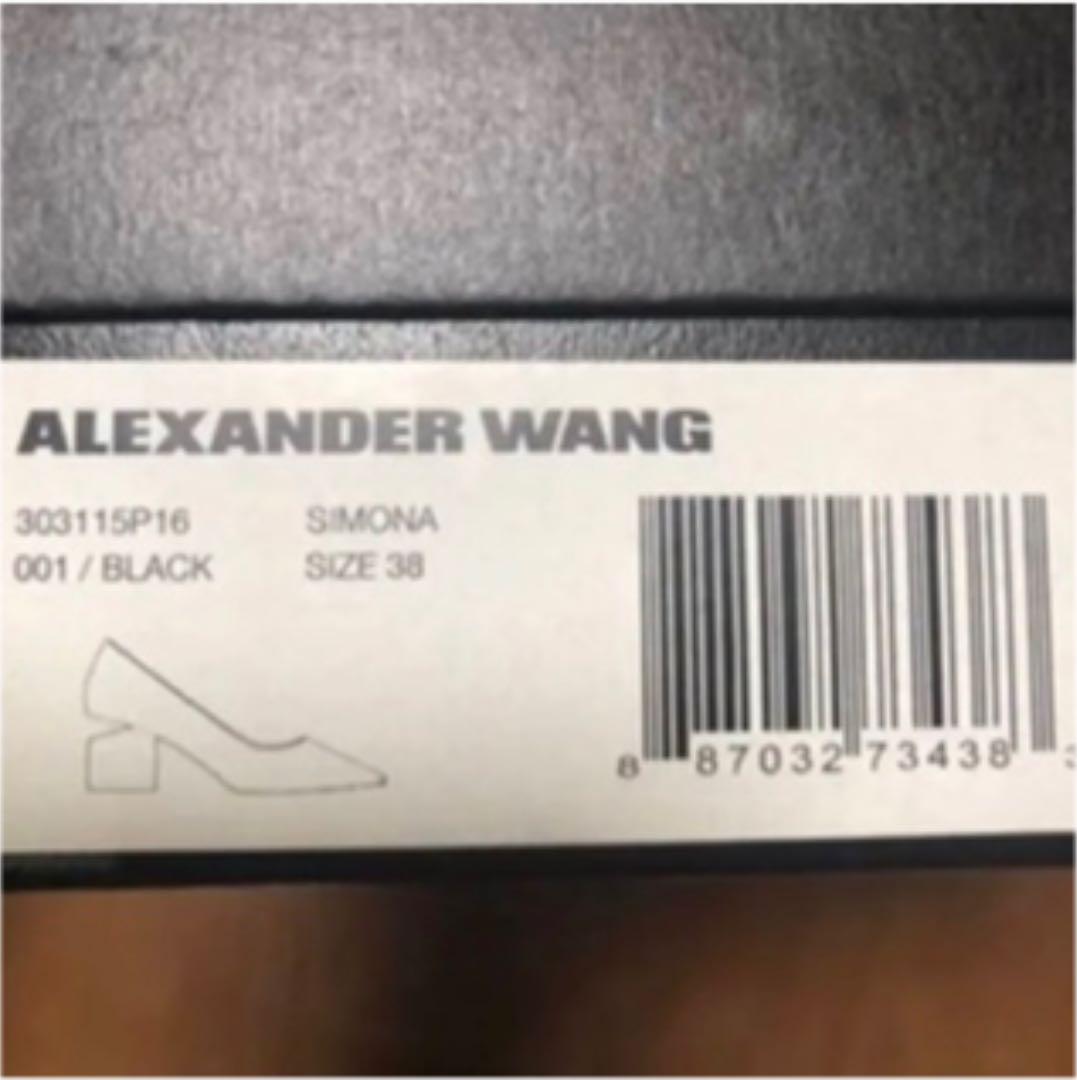 ALEXANDER WANG
303115P16 SIMONA
001 / BLACK SIZE 38
8 87032 73438